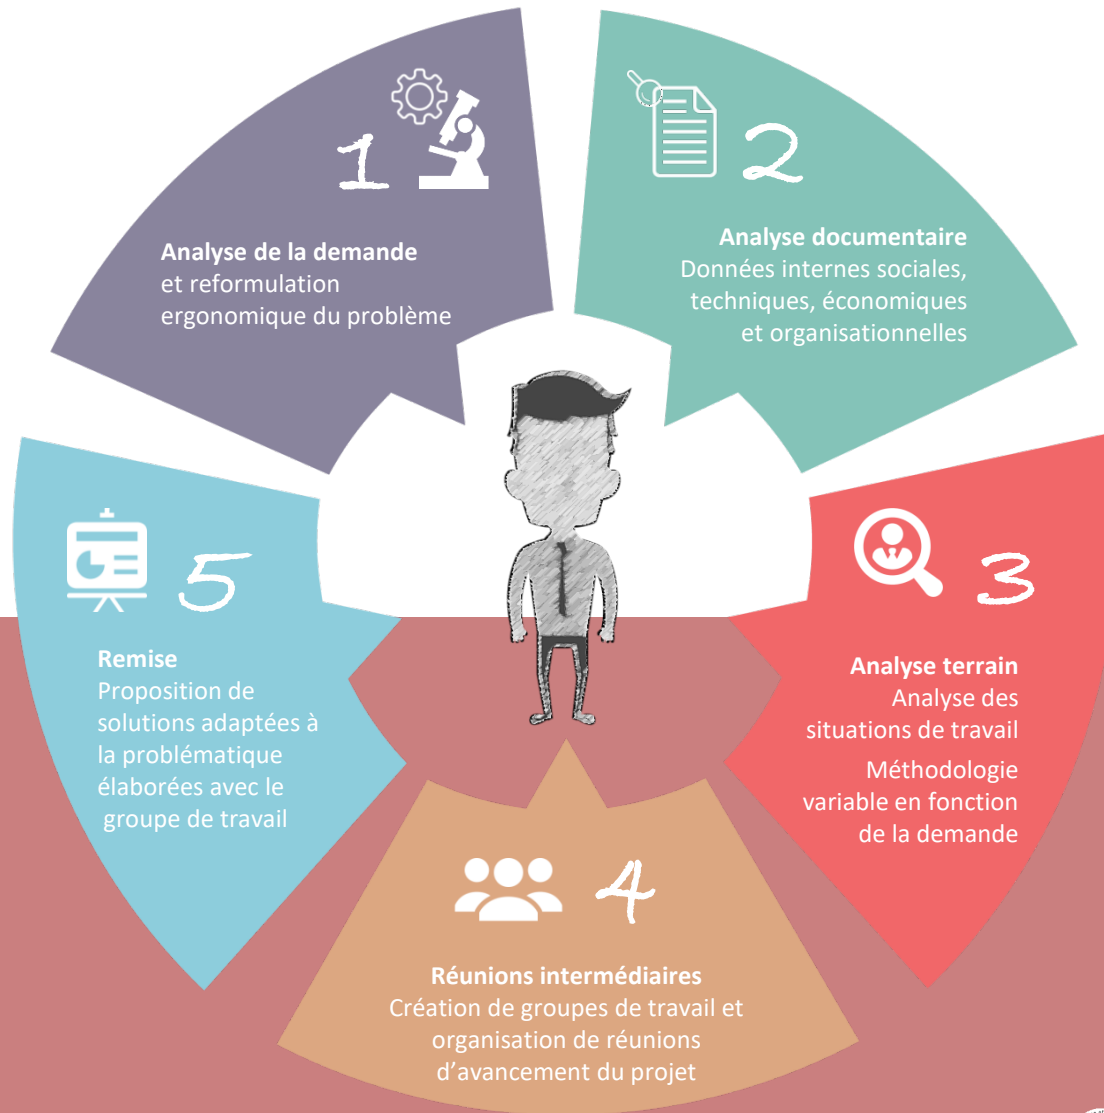 1
Analyse de la demande
et reformulation
ergonomique du problème
2
Analyse documentaire
Données internes sociales,
techniques, économiques
et organisationnelles
3
Analyse terrain
Analyse des
situations de travail
Méthodologie
variable en fonction
de la demande
4
Réunions intermédiaires
Création de groupes de travail et
organisation de réunions
d’avancement du projet
5
Remise
Proposition de
solutions adaptées à
la problématique
élaborées avec le
groupe de travail